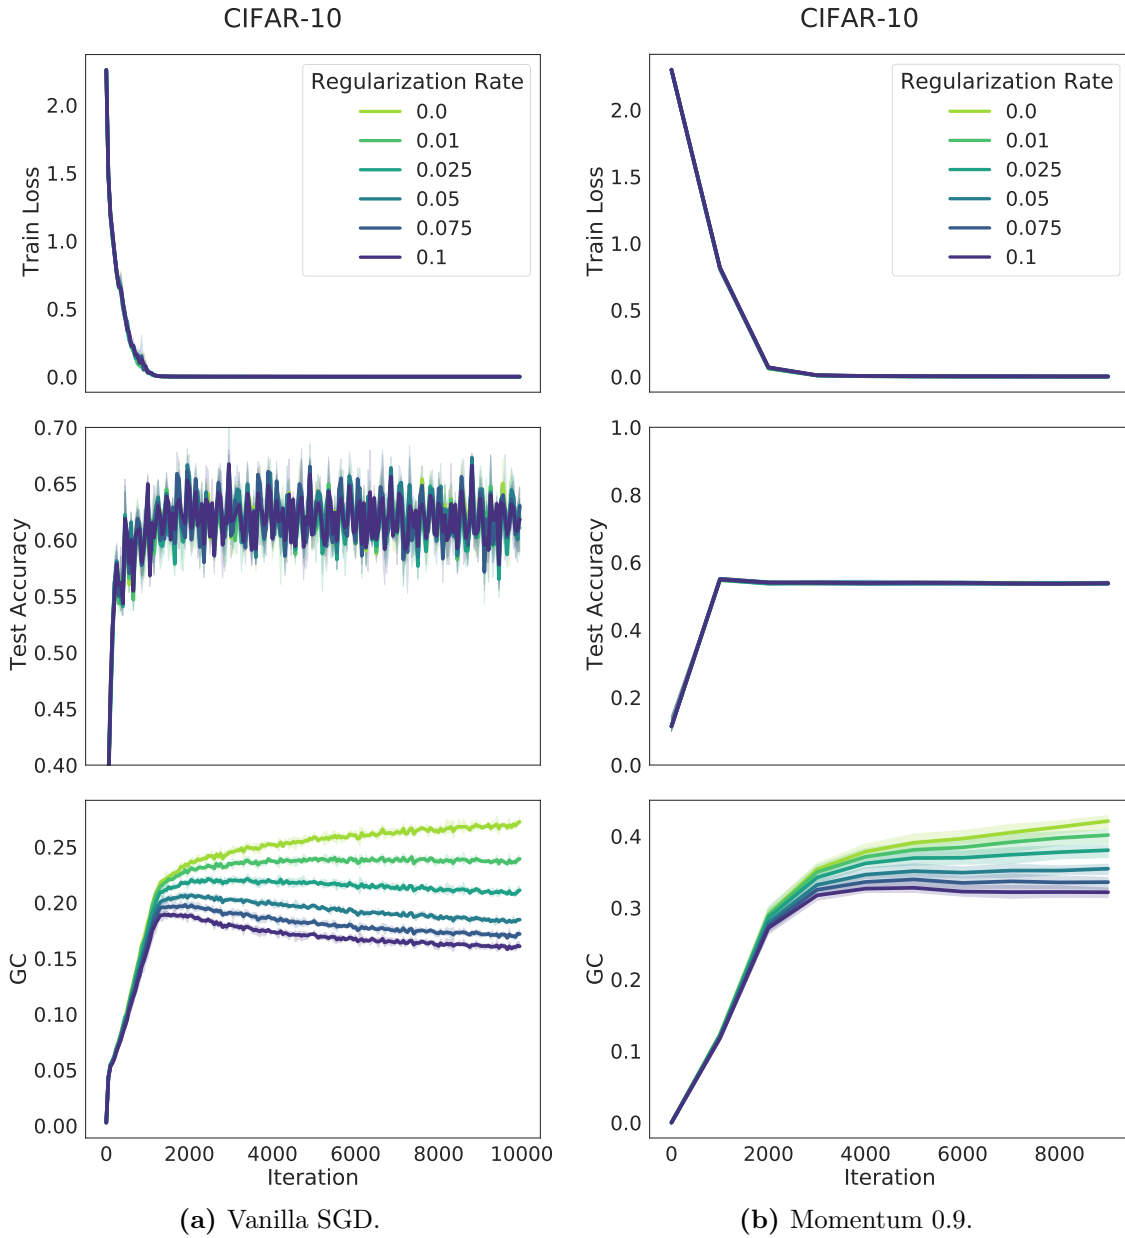 CIFAR-10
Train Loss
2.0
1.5
1.0
0.5
0.0
Regularization Rate
0.0
0.01
0.025
0.05
0.075
0.1
Test Accuracy
0.70
0.65
0.60
0.55
0.50
0.45
0.40
GC
0.25
0.20
0.15
0.10
0.05
0.00
0 2000 4000 6000 8000 10000
Iteration
(a) Vanilla SGD.
CIFAR-10
Train Loss
2.0
1.5
1.0
0.5
0.0
Regularization Rate
0.0
0.01
0.025
0.05
0.075
0.1
Test Accuracy
1.0
0.8
0.6
0.4
0.2
0.0
GC
0.4
0.3
0.2
0.1
0.0
0 2000 4000 6000 8000
Iteration
(b) Momentum 0.9.